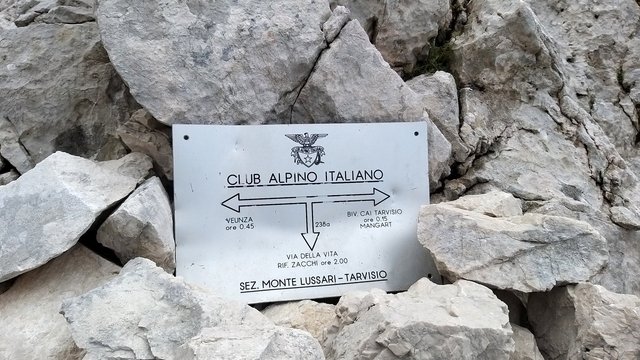 CLUB ALPINO ITALIANO
VEUNZA
ore 0.45
238a
BIV. CAI TARVISIO
ore 0.15
MANGART
VIA DELLA VITA
RIF. ZACCHI ore 2.00
SEZ. MONTE LUSSARI-TARVISIO